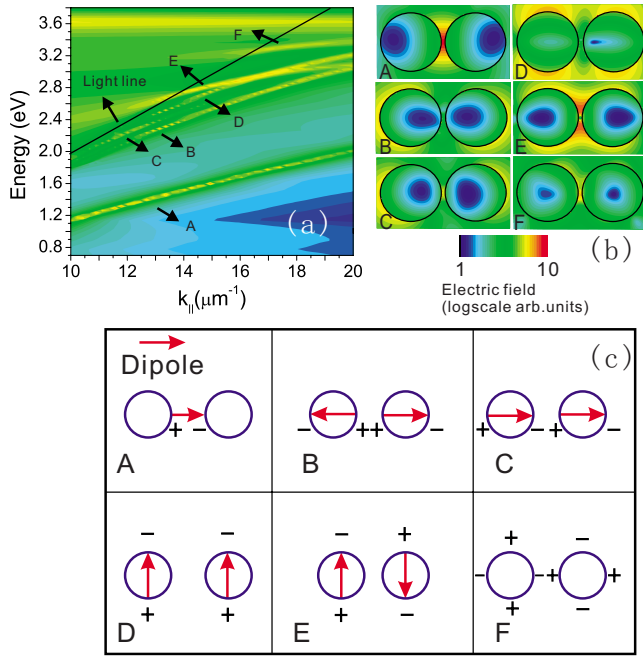 (a)
Energy (eV)
3.6
3.2
2.8
2.4
2.0
1.6
1.2
0.8
F
E
Light line
D
C
B
A
10
12
14
16
18
20
k|| (μm⁻¹)
A
D
B
E
C
F
(b)
1
10
Electric field
(logscale arb.units)
(c)
Dipole
+ −
A
− ++ −
B
+ − + −
C
− −
+ +
D
− +
+ −
E
+ −
- - + +
+ −
F